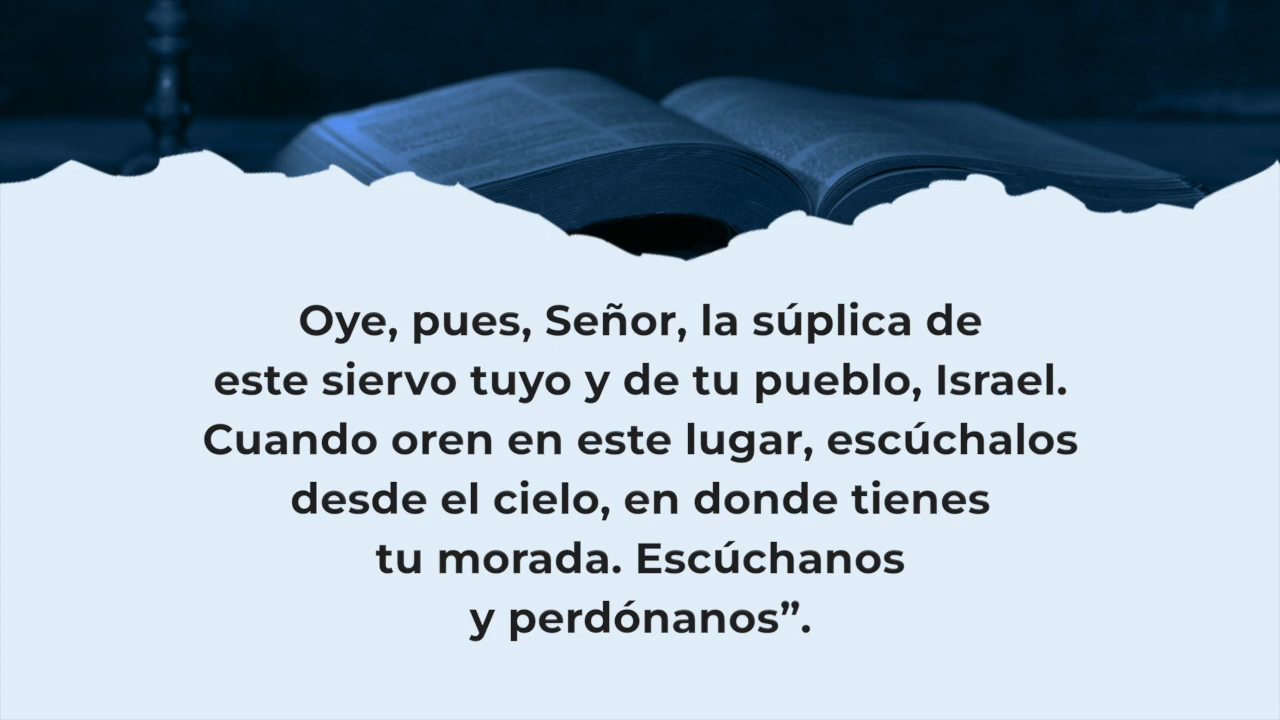 Oye, pues, Señor, la súplica de
este siervo tuyo y de tu pueblo, Israel.
Cuando oren en este lugar, escúchalos
desde el cielo, en donde tienes
tu morada. Escúchanos
y perdónanos”.